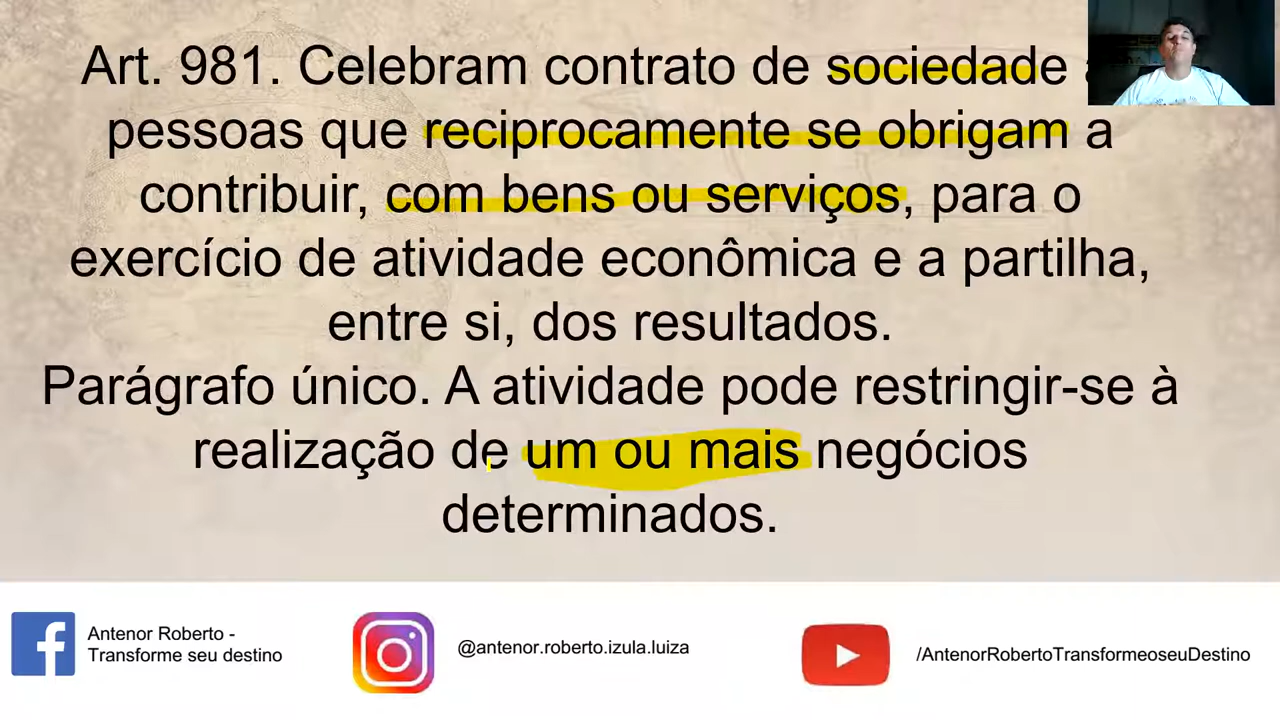 Art. 981. Celebram contrato de sociedade
pessoas que reciprocamente se obrigam a
contribuir, com bens ou serviços, para o
exercício de atividade econômica e a partilha,
entre si, dos resultados.
Parágrafo único. A atividade pode restringir-se à
realização de um ou mais negócios
determinados.
Antenor Roberto -
Transforme seu destino
@antenor.roberto.izula.luiza
/AntenorRobertoTransformeoseuDestino